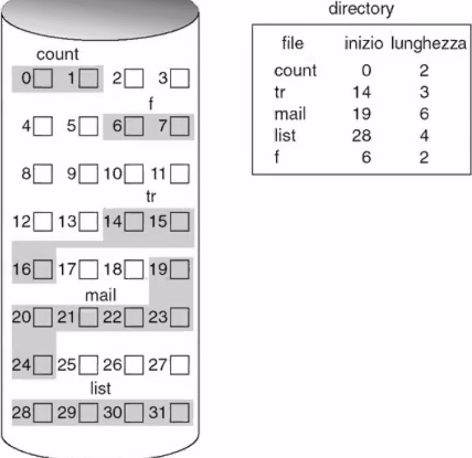 count
0 1 2 3
f
4 5 6 7
8 9 10 11
tr
12 13 14 15
16 17 18 19
mail
20 21 22 23
24 25 26 27
list
28 29 30 31
directory
file inizio lunghezza
count 0 2
tr 14 3
mail 19 6
list 28 4
f 6 2